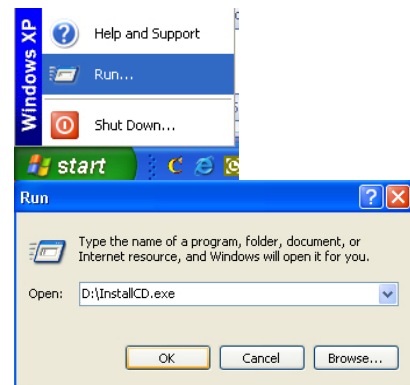 Windows XP
Help and Support
Run...
Shut Down...
start
Run
Type the name of a program, folder, document, or
Internet resource, and Windows will open it for you.
Open: D:\InstallCD.exe
OK Cancel Browse...